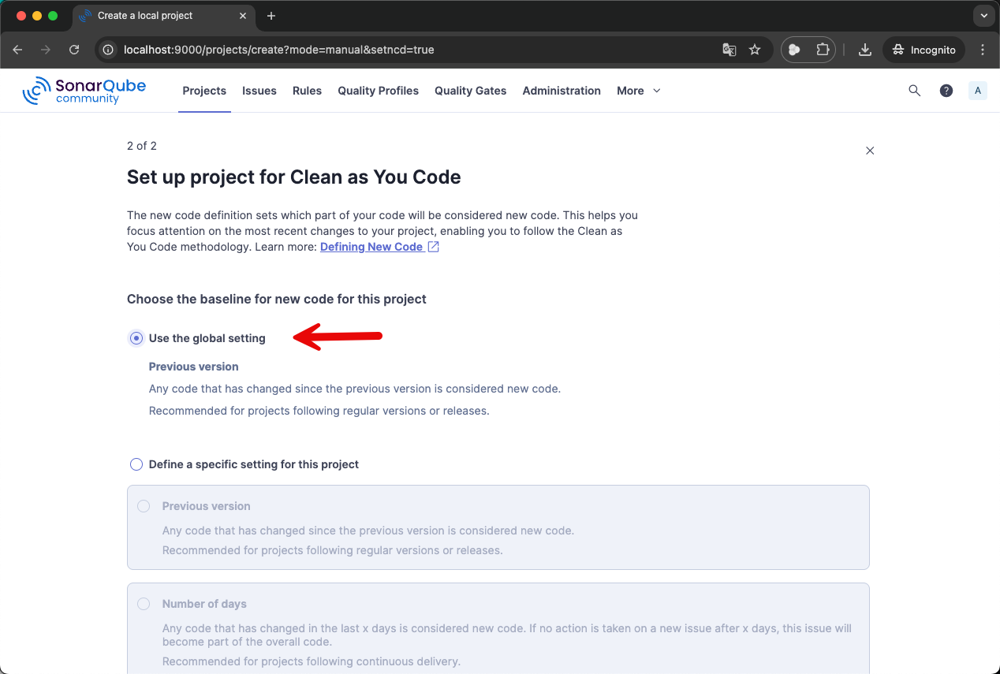 Create a local project
localhost:9000/projects/create?mode=manual&setncd=true
Incognito
SonarQube
community
Projects Issues Rules Quality Profiles Quality Gates Administration More
A
2 of 2
Set up project for Clean as You Code
The new code definition sets which part of your code will be considered new code. This helps you
focus attention on the most recent changes to your project, enabling you to follow the Clean as
You Code methodology. Learn more: Defining New Code
Choose the baseline for new code for this project
Use the global setting
Previous version
Any code that has changed since the previous version is considered new code.
Recommended for projects following regular versions or releases.
Define a specific setting for this project
Previous version
Any code that has changed since the previous version is considered new code.
Recommended for projects following regular versions or releases.
Number of days
Any code that has changed in the last x days is considered new code. If no action is taken on a new issue after x days, this issue will
become part of the overall code.
Recommended for projects following continuous delivery.